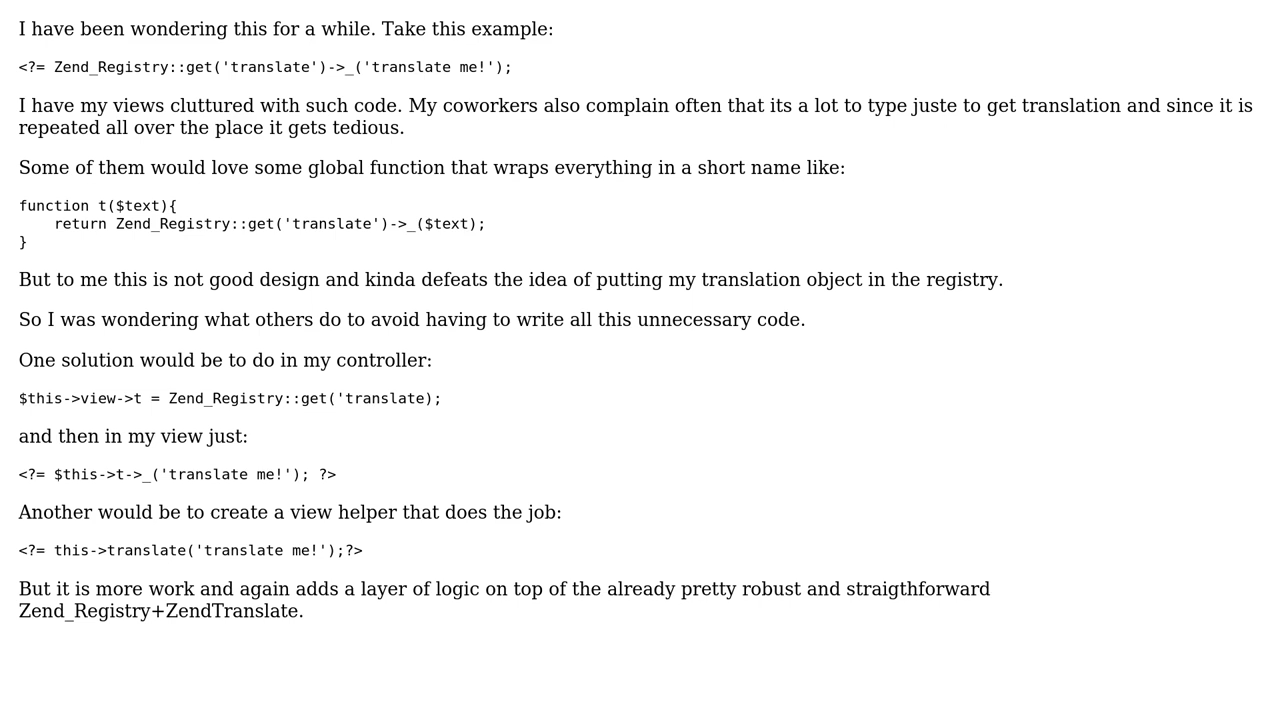 I have been wondering this for a while. Take this example:
<?= Zend_Registry::get('translate')->_('translate me!');
I have my views cluttured with such code. My coworkers also complain often that its a lot to type juste to get translation and since it is
repeated all over the place it gets tedious.
Some of them would love some global function that wraps everything in a short name like:
function t($text){
    return Zend_Registry::get('translate')->_($text);
}
But to me this is not good design and kinda defeats the idea of putting my translation object in the registry.
So I was wondering what others do to avoid having to write all this unnecessary code.
One solution would be to do in my controller:
$this->view->t = Zend_Registry::get('translate);
and then in my view just:
<?= $this->t->_('translate me!'); ?>
Another would be to create a view helper that does the job:
<?= this->translate('translate me!');?>
But it is more work and again adds a layer of logic on top of the already pretty robust and straigthforward
Zend_Registry+ZendTranslate.